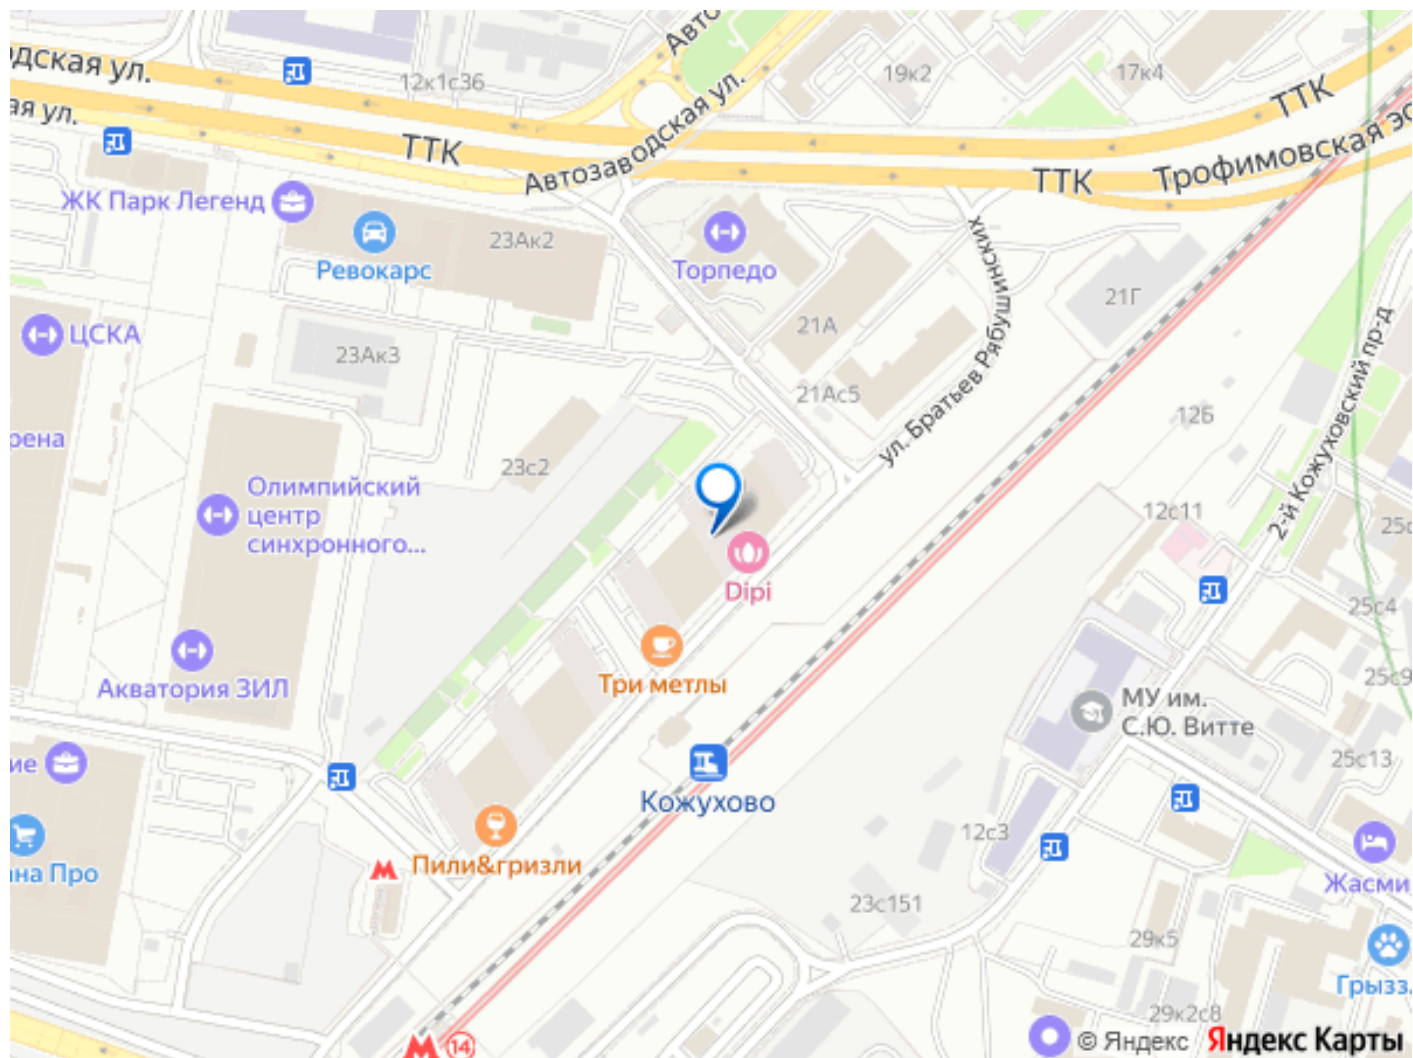 Авто
дская ул.
12к1с36
19к2
17к4
ая ул.
ТТК
ТТК
Автозаводская ул.
ТТК
Трофимовская эс
ЖК Парк Легенд
23Ак2
Ревокарс
Торпедо
21А
21Г
ул. Братьев Рябушинских
ЦСКА
23Ак3
21Ас5
12Б
2-й Кожуховский пр-д
рена
23с2
Олимпийский
центр
синхронного...
12с11
25с
Dipi
25с4
Три метлы
Акватория ЗИЛ
25с9
МУ им.
С.Ю. Витте
ие
25с13
Кожухово
12с3
ана Про
Пили&гризли
Жасми
23с151
29к5
Грызз.
29к2с8
14
© Яндекс Яндекс Карты